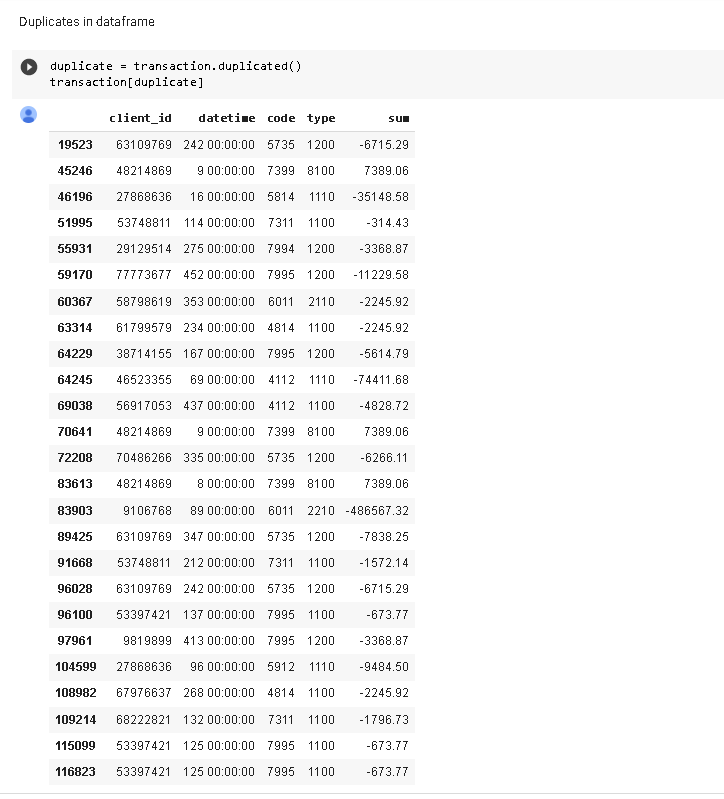 Duplicates in dataframe
duplicate = transaction.duplicated()
transaction[duplicate]
client_id datetime code type sum
19523 63109769 242 00:00:00 5735 1200 -6715.29
45246 48214869 9 00:00:00 7399 8100 7389.06
46196 27868636 16 00:00:00 5814 1110 -35148.58
51995 53748811 114 00:00:00 7311 1100 -314.43
55931 29129514 275 00:00:00 7994 1200 -3368.87
59170 77773677 452 00:00:00 7995 1200 -11229.58
60367 58798619 353 00:00:00 6011 2110 -2245.92
63314 61799579 234 00:00:00 4814 1100 -2245.92
64229 38714155 167 00:00:00 7995 1200 -5614.79
64245 46523355 69 00:00:00 4112 1110 -74411.68
69038 56917053 437 00:00:00 4112 1100 -4828.72
70641 48214869 9 00:00:00 7399 8100 7389.06
72208 70486266 335 00:00:00 5735 1200 -6266.11
83613 48214869 8 00:00:00 7399 8100 7389.06
83903 9106768 89 00:00:00 6011 2210 -486567.32
89425 63109769 347 00:00:00 5735 1200 -7838.25
91668 53748811 212 00:00:00 7311 1100 -1572.14
96028 63109769 242 00:00:00 5735 1200 -6715.29
96100 53397421 137 00:00:00 7995 1100 -673.77
97961 9819899 413 00:00:00 7995 1200 -3368.87
104599 27868636 96 00:00:00 5912 1110 -9484.50
108982 67976637 268 00:00:00 4814 1100 -2245.92
109214 68222821 132 00:00:00 7311 1100 -1796.73
115099 53397421 125 00:00:00 7995 1100 -673.77
116823 53397421 125 00:00:00 7995 1100 -673.77